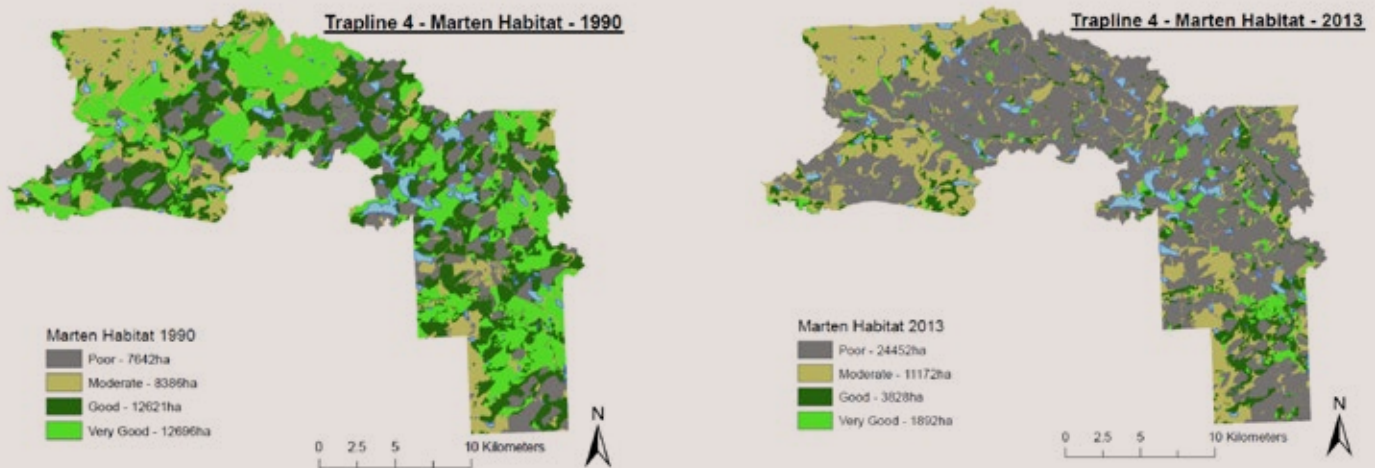 Trapline 4 - Marten Habitat - 1990
Marten Habitat 1990
Poor - 7642ha
Moderate - 8386ha
Good - 12621ha
Very Good - 12696ha
0 2.5 5 10 Kilometers
N
Trapline 4 - Marten Habitat - 2013
Marten Habitat 2013
Poor - 24452ha
Moderate - 11172ha
Good - 3828ha
Very Good - 1892ha
0 2.5 5 10 Kilometers
N